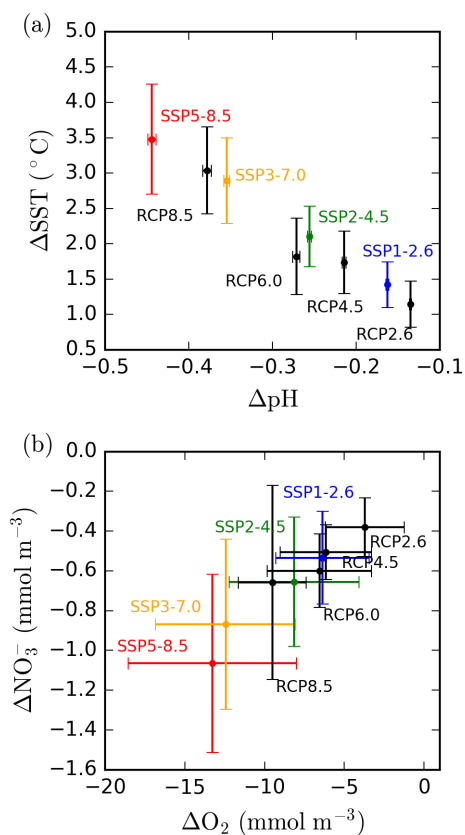 (a)
5.0
4.5
4.0
3.5
3.0
2.5
2.0
1.5
1.0
0.5
ΔSST (°C)
SSP5-8.5
SSP3-7.0
RCP8.5
SSP2-4.5
SSP1-2.6
RCP6.0
RCP4.5
RCP2.6
−0.5 −0.4 −0.3 −0.2 −0.1
ΔpH
(b)
0.0
−0.2
−0.4
−0.6
−0.8
−1.0
−1.2
−1.4
−1.6
ΔNO₃⁻ (mmol m⁻³)
SSP1-2.6
SSP2-4.5
RCP2.6
RCP4.5
SSP3-7.0
RCP6.0
SSP5-8.5
RCP8.5
−20 −15 −10 −5 0
ΔO₂ (mmol m⁻³)